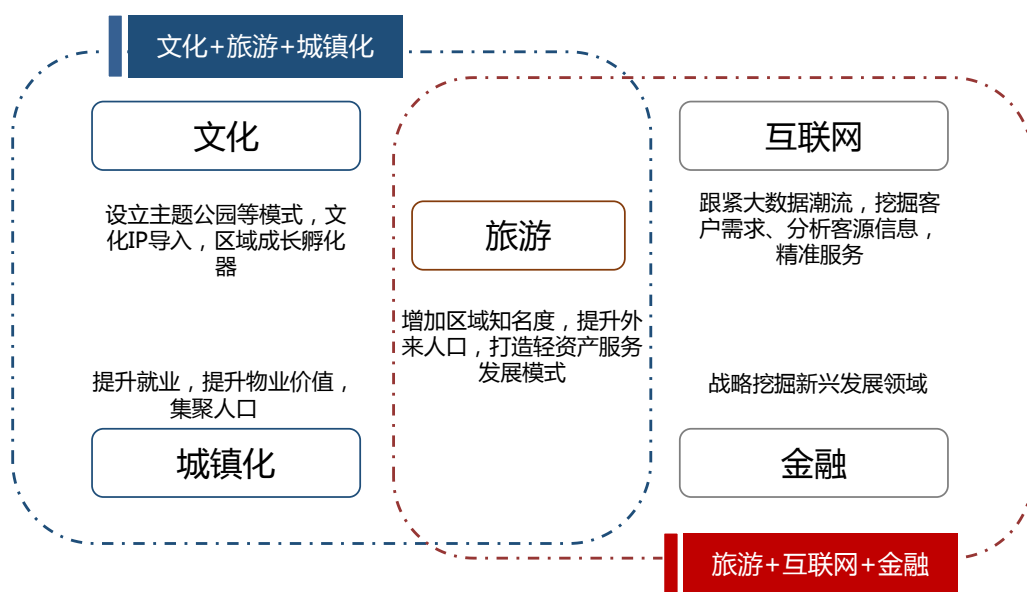 文化+旅游+城镇化
文化
设立主题公园等模式，文
化IP导入，区域成长孵化
器
提升就业，提升物业价值，
集聚人口
城镇化
旅游
增加区域知名度，提升外
来人口，打造轻资产服务
发展模式
互联网
跟紧大数据潮流，挖掘客
户需求、分析客源信息，
精准服务
战略挖掘新兴发展领域
金融
旅游+互联网+金融